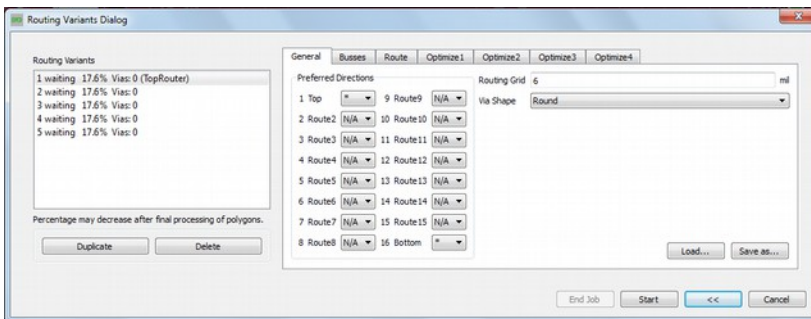 Routing Variants Dialog
Routing Variants
1 waiting 17.6% Vias: 0 (TopRouter)
2 waiting 17.6% Vias: 0
3 waiting 17.6% Vias: 0
4 waiting 17.6% Vias: 0
5 waiting 17.6% Vias: 0
Percentage may decrease after final processing of polygons.
Duplicate Delete
General Busses Route Optimize1 Optimize2 Optimize3 Optimize4
Preferred Directions
1 Top * 9 Route9 N/A
2 Route2 N/A 10 Route10 N/A
3 Route3 N/A 11 Route11 N/A
4 Route4 N/A 12 Route12 N/A
5 Route5 N/A 13 Route13 N/A
6 Route6 N/A 14 Route14 N/A
7 Route7 N/A 15 Route15 N/A
8 Route8 N/A 16 Bottom *
Routing Grid 6 mil
Via Shape Round
Load... Save as...
End Job Start << Cancel